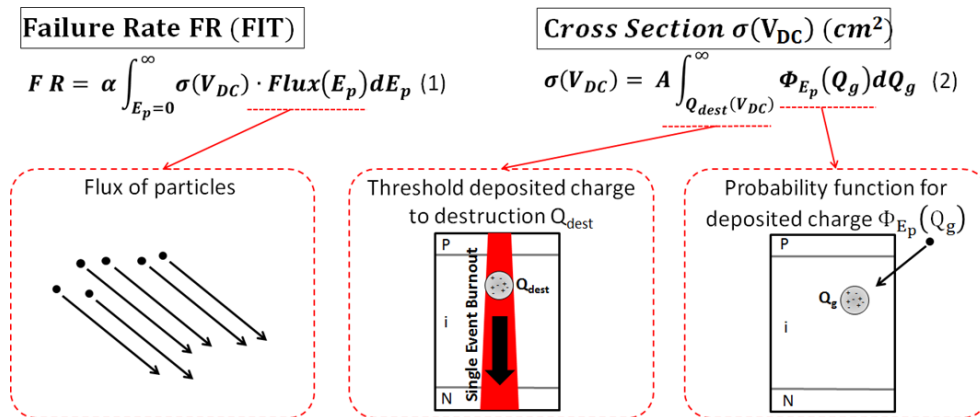 Failure Rate FR (FIT)
F R = α ∫_{E_p=0}^{∞} σ(V_DC) · Flux(E_p)dE_p (1)
Cross Section σ(V_DC) (cm²)
σ(V_DC) = A ∫_{Q_dest(V_DC)}^{∞} Φ_{E_p}(Q_g)dQ_g (2)
Flux of particles
Threshold deposited charge
to destruction Q_dest
P
i
N
Single Event Burnout
Q_dest
Probability function for
deposited charge Φ_{E_p}(Q_g)
P
Q_g
i
N